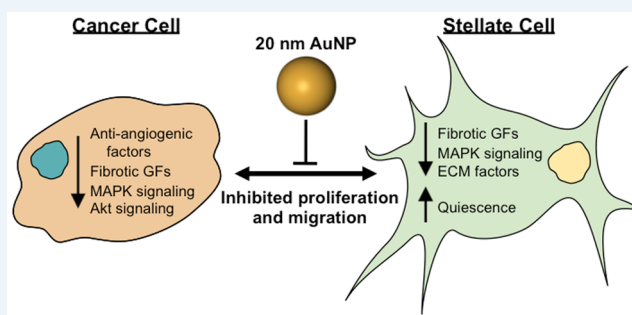 Cancer Cell
Stellate Cell
20 nm AuNP
Anti-angiogenic
factors
Fibrotic GFs
MAPK signaling
Akt signaling
Inhibited proliferation
and migration
Fibrotic GFs
MAPK signaling
ECM factors
Quiescence